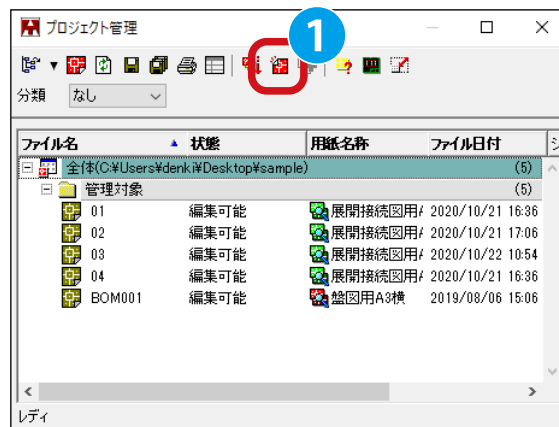 プロジェクト管理
1
分類 なし
ファイル名 状態 用紙名称 ファイル日付
全体(C:¥Users¥denki¥Desktop¥sample) (5)
管理対象 (5)
01 編集可能 展開接続図用A 2020/10/21 16:36
02 編集可能 展開接続図用A 2020/10/21 17:06
03 編集可能 展開接続図用A 2020/10/22 10:54
04 編集可能 展開接続図用A 2020/10/21 16:36
BOM001 編集可能 盤図用A3横 2019/08/06 15:06
レディ